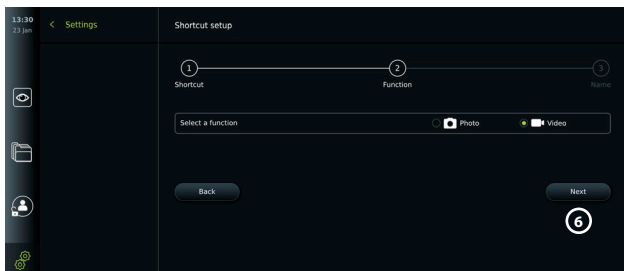 13:30
23 Jan
Settings
Shortcut setup
1
2
3
Shortcut
Function
Name
Select a function
Photo
Video
Back
Next
6